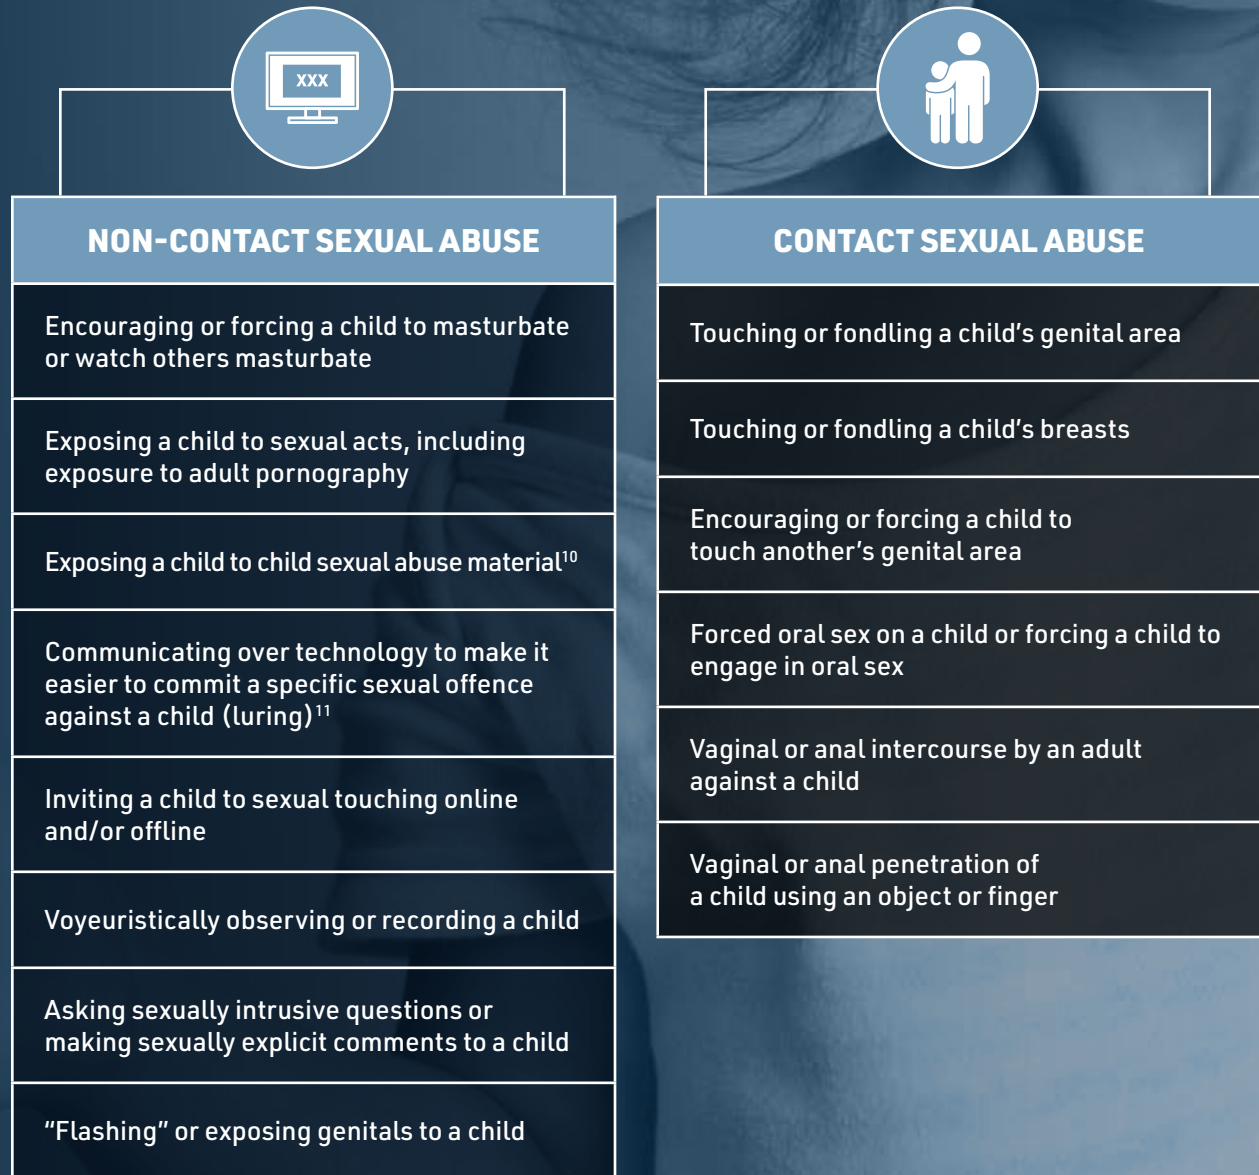 XXX
NON-CONTACT SEXUAL ABUSE
Encouraging or forcing a child to masturbate
or watch others masturbate
Exposing a child to sexual acts, including
exposure to adult pornography
Exposing a child to child sexual abuse material¹⁰
Communicating over technology to make it
easier to commit a specific sexual offence
against a child (luring)¹¹
Inviting a child to sexual touching online
and/or offline
Voyeuristically observing or recording a child
Asking sexually intrusive questions or
making sexually explicit comments to a child
“Flashing” or exposing genitals to a child
CONTACT SEXUAL ABUSE
Touching or fondling a child’s genital area
Touching or fondling a child’s breasts
Encouraging or forcing a child to
touch another’s genital area
Forced oral sex on a child or forcing a child to
engage in oral sex
Vaginal or anal intercourse by an adult
against a child
Vaginal or anal penetration of
a child using an object or finger